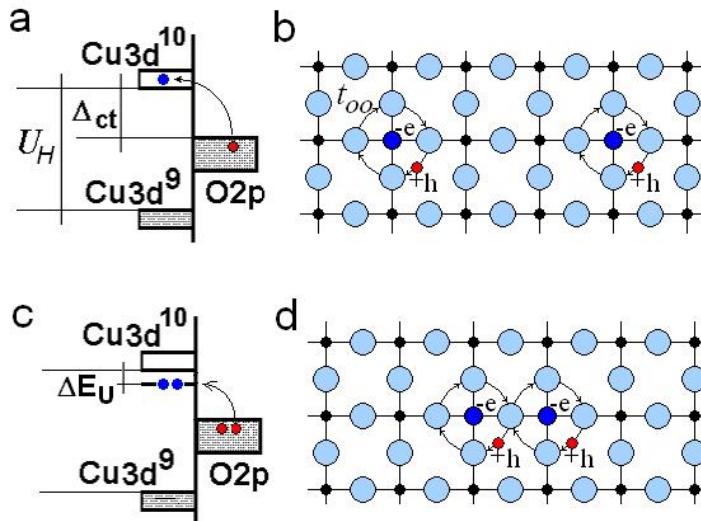 a
Cu3d10
Δct
UH
Cu3d9
O2p
b
too
-e
-e
+h
+h
c
Cu3d10
ΔEU
Cu3d9
O2p
d
-e
-e
+h
+h